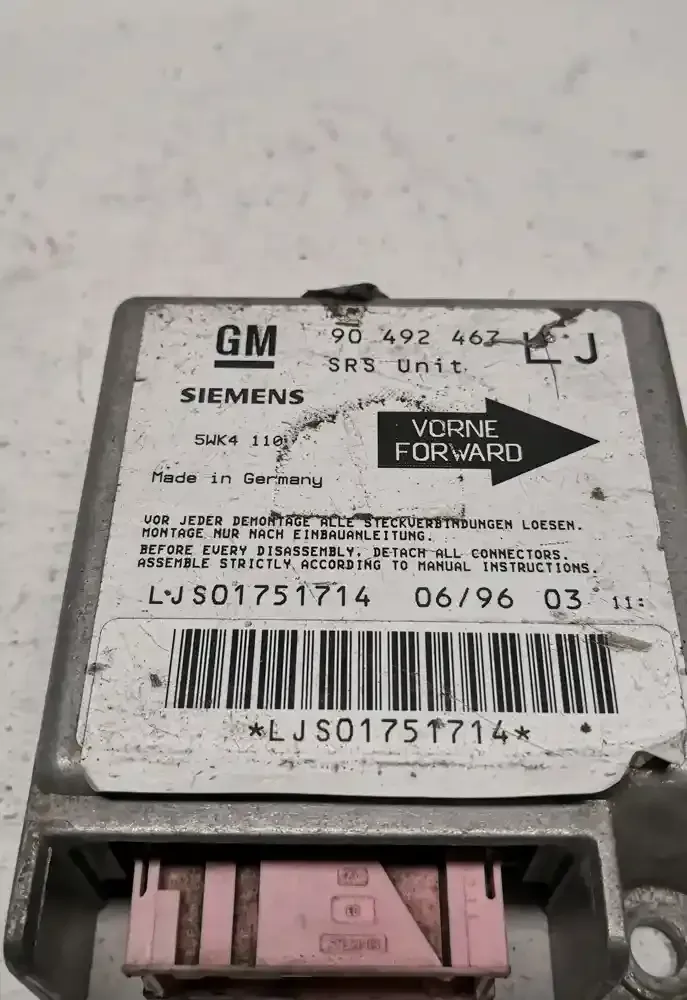 GM 90 492 467 LJ
SRS Unit
SIEMENS
5WK4 110
VORNE
FORWARD
Made in Germany
VOR JEDER DEMONTAGE ALLE STECKVERBINDUNGEN LOESEN.
MONTAGE NUR NACH EINBAUANLEITUNG.
BEFORE EVERY DISASSEMBLY, DETACH ALL CONNECTORS.
ASSEMBLE STRICTLY ACCORDING TO MANUAL INSTRUCTIONS.
LJS01751714 06/96 03 11:
*LJS01751714*